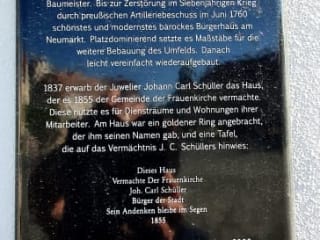 Baumeister. Bis zur Zerstörung im Siebenjährigen Krieg
durch preußischen Artilleriebeschuss im Juni 1760
schönstes und modernstes barockes Bürgerhaus am
Neumarkt. Platzdominierend setzte es Maßstäbe für die
weitere Bebauung des Umfelds. Danach
leicht vereinfacht wiederaufgebaut.
1837 erwarb der Juwelier Johann Carl Schüller das Haus,
der es 1855 der Gemeinde der Frauenkirche vermachte.
Diese nutzte es für Diensträume und Wohnungen ihrer
Mitarbeiter. Am Haus war ein goldener Ring angebracht,
der ihm seinen Namen gab, und eine Tafel,
die auf das Vermächtnis J. C. Schüllers hinwies:
Dieses Haus
Vermachte Der Frauenkirche
Joh. Carl Schüller
Bürger der Stadt
Sein Andenken bleibe im Segen
1855